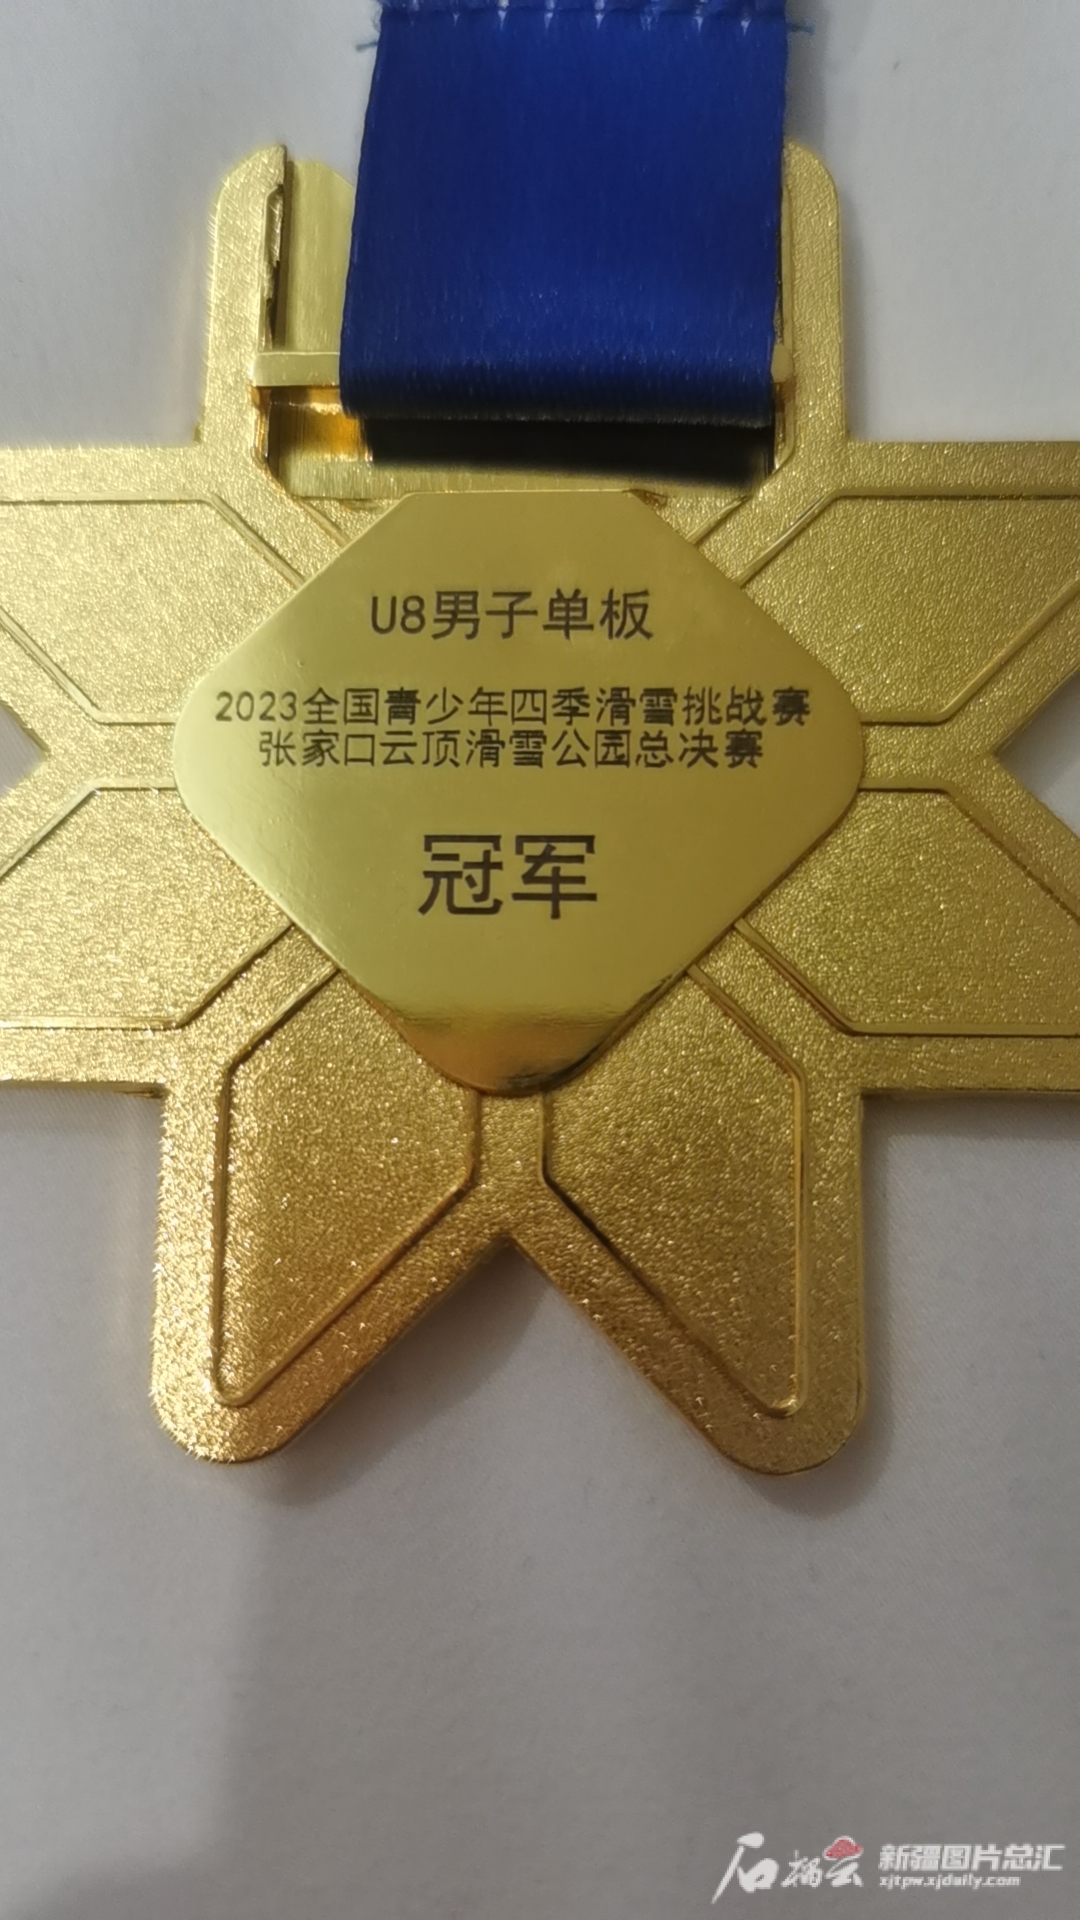 U8男子单板
2023全国青少年四季滑雪挑战赛
张家口云顶滑雪公园总决赛
冠军
石榴云 新疆图片总汇
xjtpw.xjdaily.com